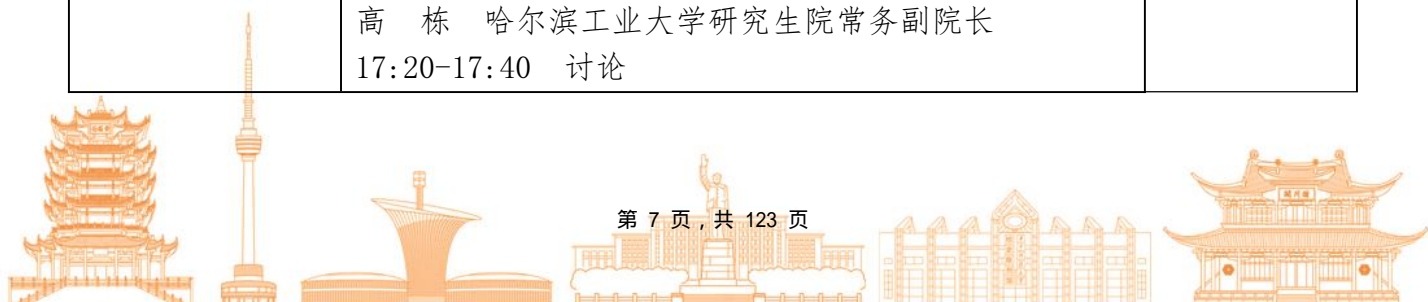 高　栋　哈尔滨工业大学研究生院常务副院长
17:20-17:40　讨论
第 7 页，共 123 页